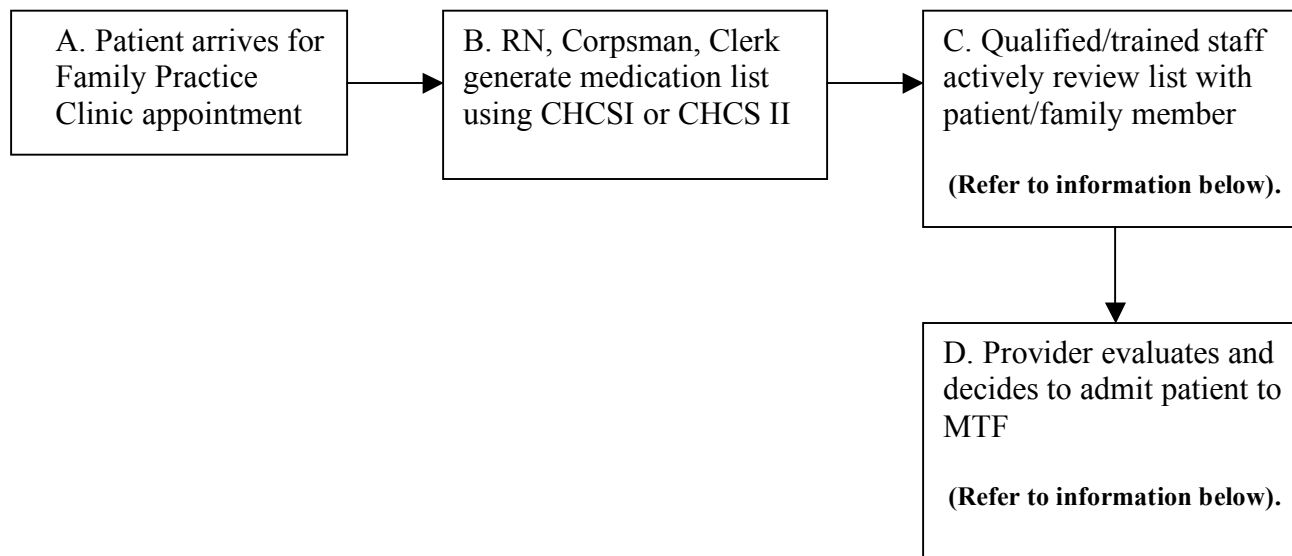 A. Patient arrives for
Family Practice
Clinic appointment
B. RN, Corpsman, Clerk
generate medication list
using CHCSI or CHCS II
C. Qualified/trained staff
actively review list with
patient/family member
(Refer to information below).
D. Provider evaluates and
decides to admit patient to
MTF
(Refer to information below).